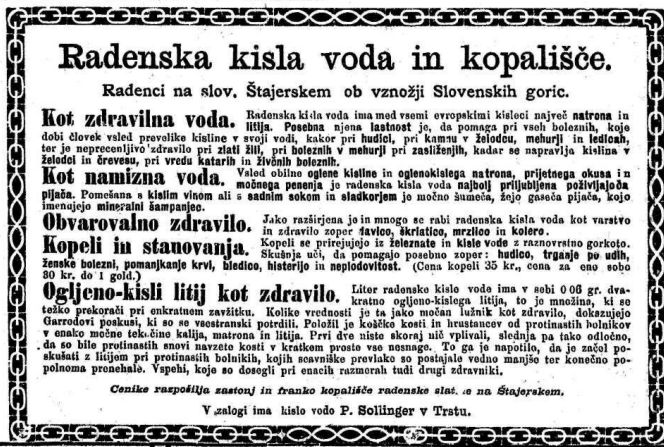 Radenska kisla voda in kopališče.
Radenci na slov. Štajerskem ob vznožji Slovenskih goric.
Kot zdravilna voda. Radenska kisla voda ima med vsemi evropskimi kisleci največ natrona in
litija. Posebna njena lastnost je, da pomaga pri vseh boleznih, koje
dobi človek vsled prevelike kisline v svoji vodi, kakor pri hudici, pri kamnu v želodcu, mehurji in ledicah,
ter je neprecenljivo zdravilo pri zlati žili, pri boleznih v mehurji pri zasliženjih, kadar se napravlja kislina v
želodci in črevesu, pri vredu katarih in živčnih boleznih.
Kot namizna voda. Vsled obilne oglene kisline in oglenokislega natrona, prijetnega okusa in
močnega penenja je radenska kisla voda najbolj priljubljena poživljajoča
pijača. Pomešana s kislim vinom ali s sadnim sokom in sladkorjem je močno šumeča, žejo gaseča pijača, kojo
imenujejo mineralni šampanjec.
Obvarovalno zdravilo. Jako razširjena je in mnogo se rabi radenska kisla voda kot varstvo
in zdravilo zoper davico, škrlatico, mrzlico in kolero.
Kopeli in stanovanja. Kopeli se prirejujejo iz železnate in kisle vode z raznovrstno gorkoto.
Skušnja uči, da pomagajo posebno zoper: hudico, trganje po udih,
ženske bolezni, pomanjkanje krvi, bledico, histerijo in neplodovitost. (Cena kopeli 35 kr., cena za eno sobo
30 kr. do 1 gold.)
Ogljeno-kisli litij kot zdravilo. Liter radenske kisle vode ima v sebi 0 06 gr. dva-
kratno ogljeno-kislega litija, to je množina, ki se
težko prekorači pri enkratnem zavžitku. Kolike vrednosti je ta jako močan lužnik kot zdravilo, dokazujejo
Garrodovi poskusi, ki so se vsestranski potrdili. Položil je koščke kosti in hrustancev od protinastih bolnikov
v enako močne tekočine kalija, natrona in litija. Prvi dve niste skoraj nič vplivali, slednja pa tako odločno,
da so bile protinastih snovi navzete kosti v kratkem prosto vse nesnage. To ga je napotilo, da je začel po-
skušati z litijem pri protinastih bolnikih, kojih scavniške prevlake so postajale vedno manjše ter konečno po-
polnoma prenehale. Vspehi, koje so dosegli pri enacih razmerah tudi drugi zdravniki.
Cenike razpošilja zastonj in franko kopališče radenske slat. ne na Štajerskem.
V zalogi ima kislo vodo P. Sollinger v Trstu.